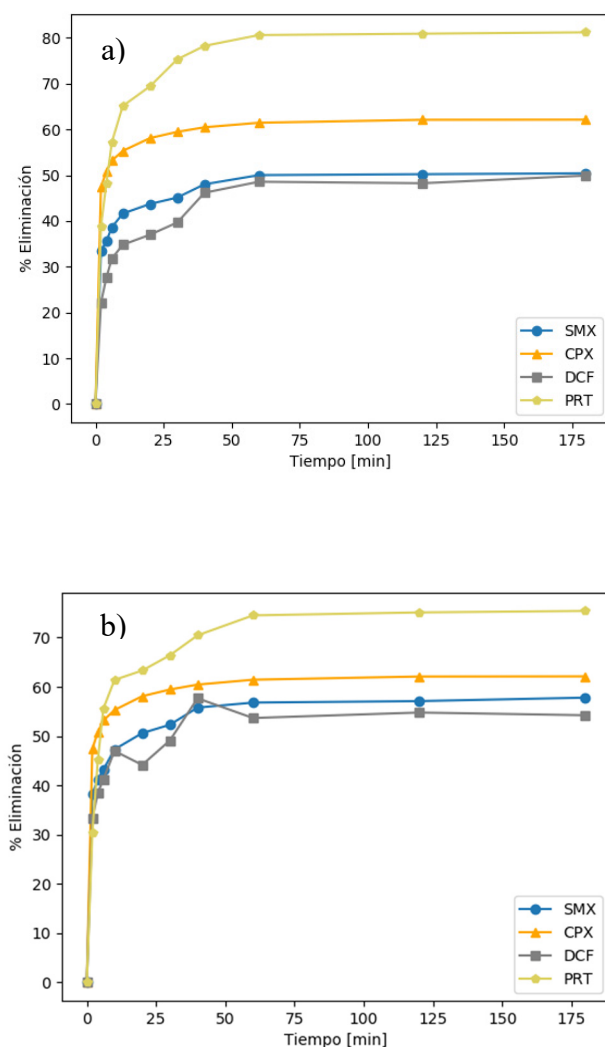 a)
80
70
60
50
40
30
20
10
0
% Eliminación
SMX
CPX
DCF
PRT
0 25 50 75 100 125 150 175
Tiempo [min]
b)
70
60
50
40
30
20
10
0
% Eliminación
SMX
CPX
DCF
PRT
0 25 50 75 100 125 150 175
Tiempo [min]